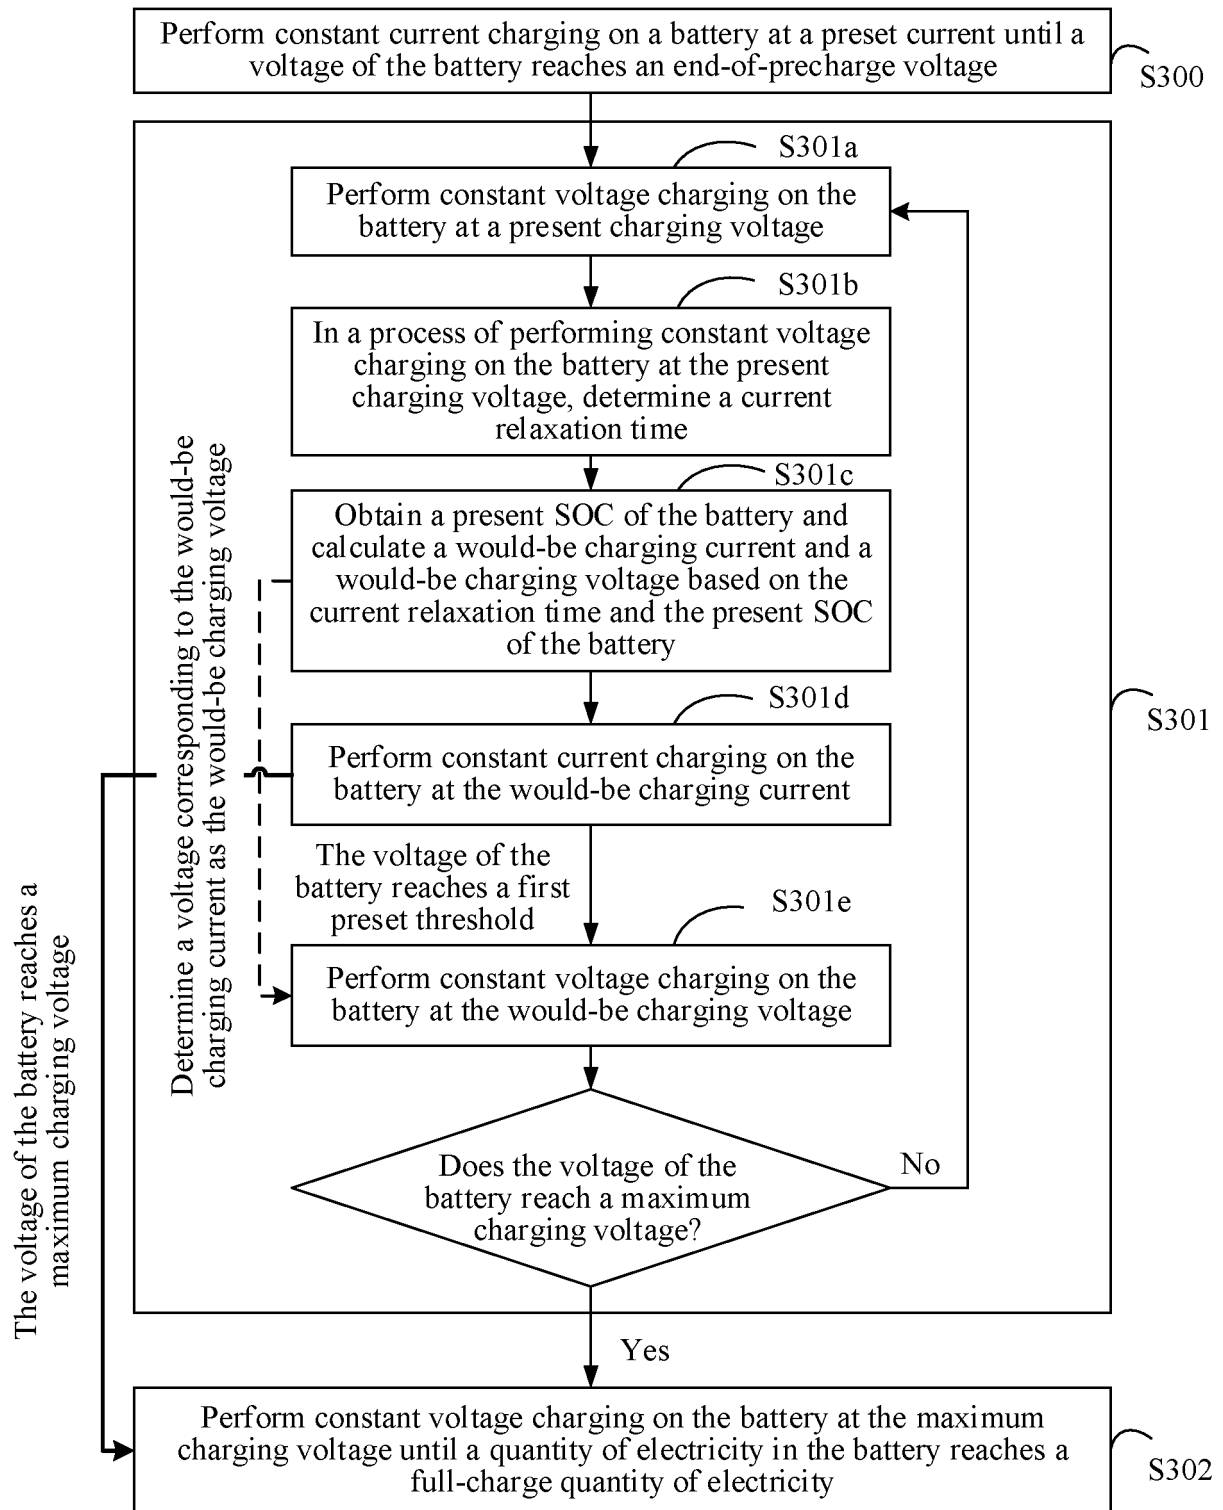 Perform constant current charging on a battery at a preset current until a
voltage of the battery reaches an end-of-precharge voltage
S300
S301a
Perform constant voltage charging on the
battery at a present charging voltage
S301b
In a process of performing constant voltage
charging on the battery at the present
charging voltage, determine a current
relaxation time
S301c
Obtain a present SOC of the battery and
calculate a would-be charging current and a
would-be charging voltage based on the
current relaxation time and the present SOC
of the battery
Determine a voltage corresponding to the would-be
charging current as the would-be charging voltage
S301d
Perform constant current charging on the
battery at the would-be charging current
S301
The voltage of the
battery reaches a first
preset threshold
S301e
Perform constant voltage charging on the
battery at the would-be charging voltage
The voltage of the battery reaches a
maximum charging voltage
Does the voltage of the
battery reach a maximum
charging voltage?
No
Yes
Perform constant voltage charging on the battery at the maximum
charging voltage until a quantity of electricity in the battery reaches a
full-charge quantity of electricity
S302